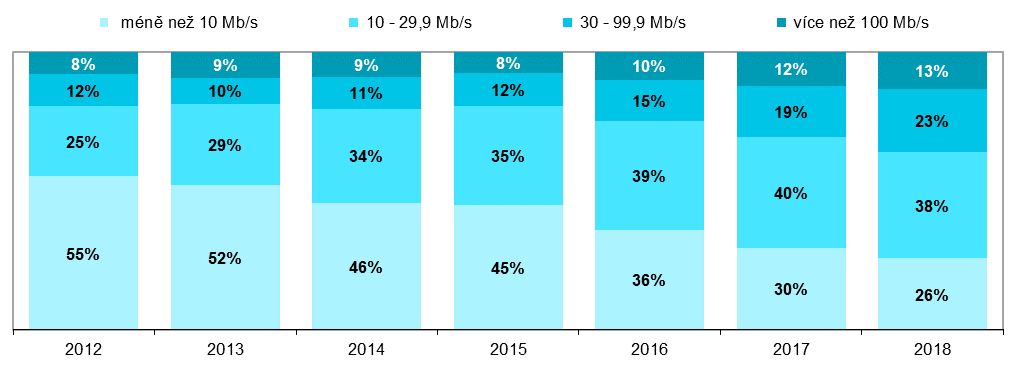 méně než 10 Mb/s 10 - 29,9 Mb/s 30 - 99,9 Mb/s více než 100 Mb/s
8% 9% 9% 8% 10% 12% 13%
12% 10% 11% 12% 15% 19% 23%
25% 29% 34% 35% 39% 40% 38%
55% 52% 46% 45% 36% 30% 26%
2012 2013 2014 2015 2016 2017 2018